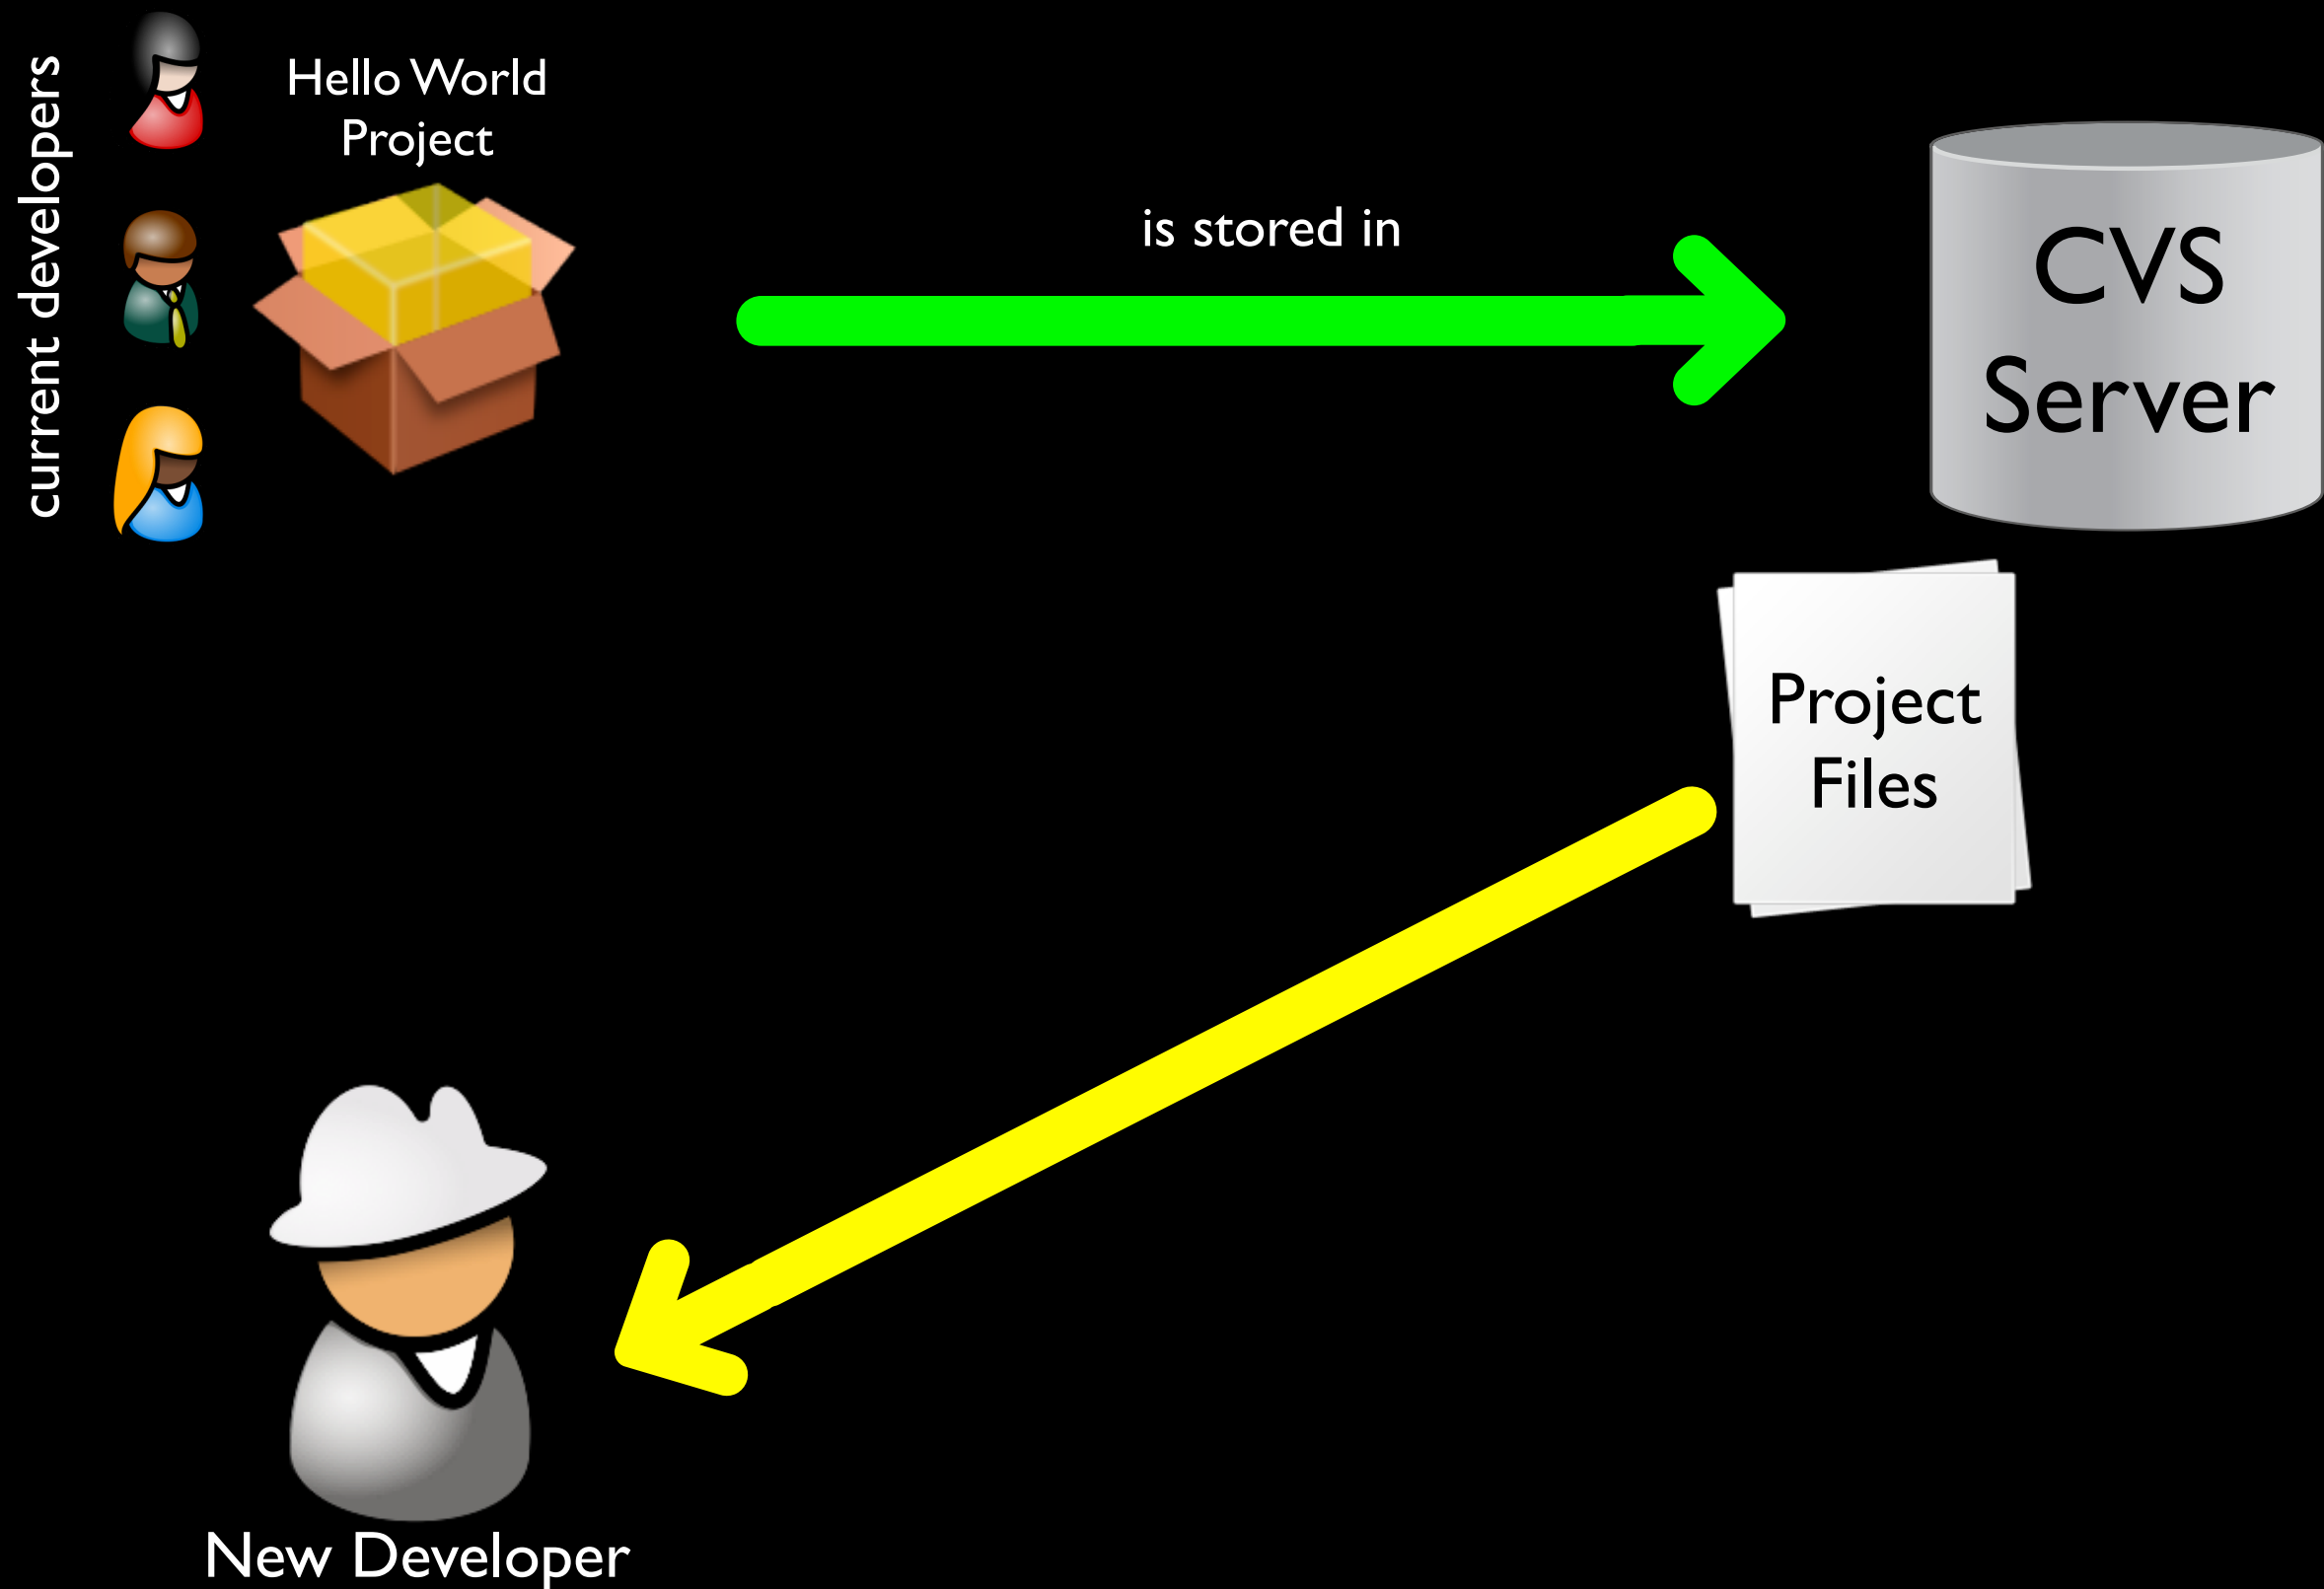 current developers
Hello World
Project
is stored in
CVS
Server
Project
Files
New Developer